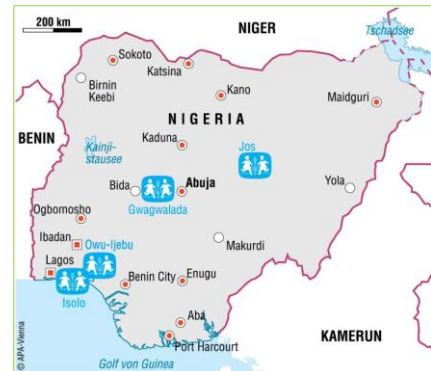 200 km
NIGER
Tschadsee
Sokoto
Katsina
Birnin
Keebi
Kano
Maidguri
NIGERIA
BENIN
Kainji-
stausee
Kaduna
Jos
Bida
Abuja
Gwagwalada
Yola
Ogbomosho
Ibadan
Owu-Ijebu
Makurdi
Lagos
Isolo
Benin City
Enugu
Aba
Port Harcourt
KAMERUN
Golf von Guinea
© APA-Vienna